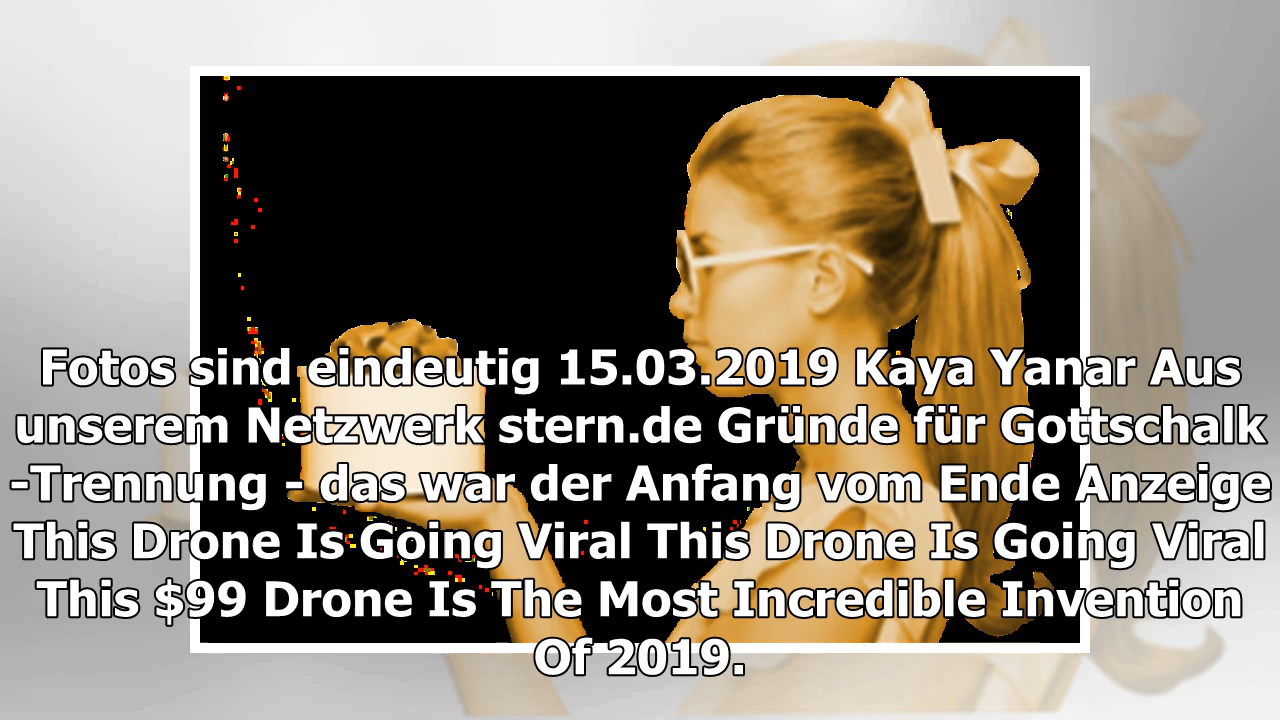 Fotos sind eindeutig 15.03.2019 Kaya Yanar Aus
unserem Netzwerk stern.de Gründe für Gottschalk
-Trennung - das war der Anfang vom Ende Anzeige
This Drone Is Going Viral This Drone Is Going Viral
This $99 Drone Is The Most Incredible Invention
Of 2019.